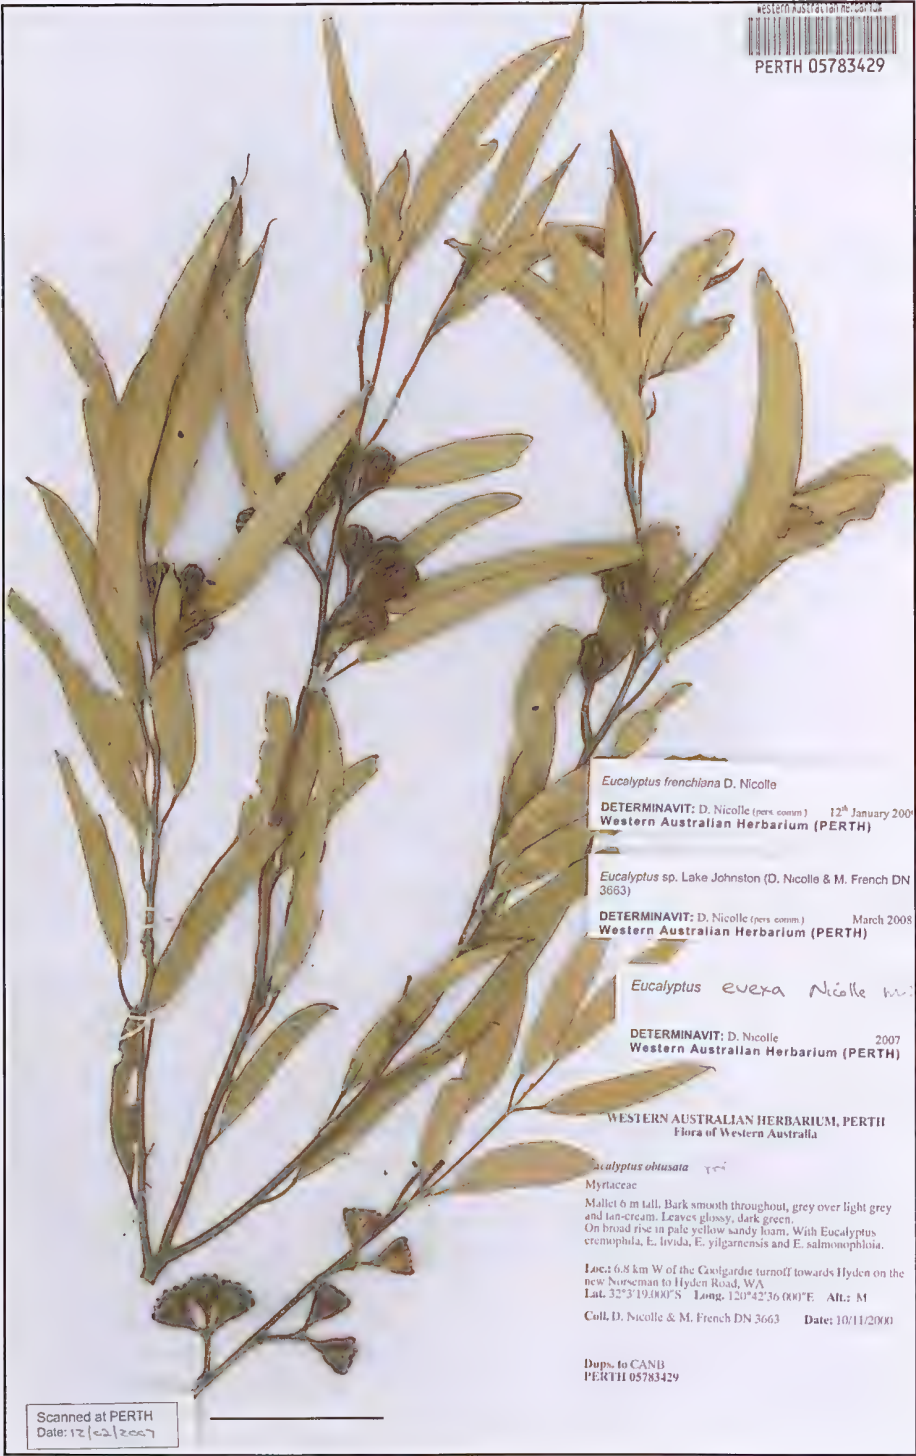 Western Australian Herbarium
PERTH 05783429
Eucalyptus frenchiana D. Nicolle
DETERMINAVIT: D. Nicolle (pers. comm.) 12th January 200
Western Australian Herbarium (PERTH)
Eucalyptus sp. Lake Johnston (D. Nicolle & M. French DN
3663)
DETERMINAVIT: D. Nicolle (pers. comm.) March 2008
Western Australian Herbarium (PERTH)
Eucalyptus evexa Nicolle
DETERMINAVIT: D. Nicolle 2007
Western Australian Herbarium (PERTH)
WESTERN AUSTRALIAN HERBARIUM, PERTH
Flora of Western Australia
Eucalyptus obtusata
Myrtaceae
Mallet 6 m tall. Bark smooth throughout, grey over light grey
and tan-cream. Leaves glossy, dark green.
On broad rise in pale yellow sandy loam. With Eucalyptus
cremophila, E. livida, E. yilgarnensis and E. salmonophloia.
Loc.: 6.8 km W of the Coolgardie turnoff towards Hyden on the
new Norseman to Hyden Road, WA
Lat. 32°3'19.000"S Long. 120°42'36.000"E Alt.: M
Coll. D. Nicolle & M. French DN 3663 Date: 10/11/2000
Dups. to CANB
PERTH 05783429
Scanned at PERTH
Date: 12/02/2007